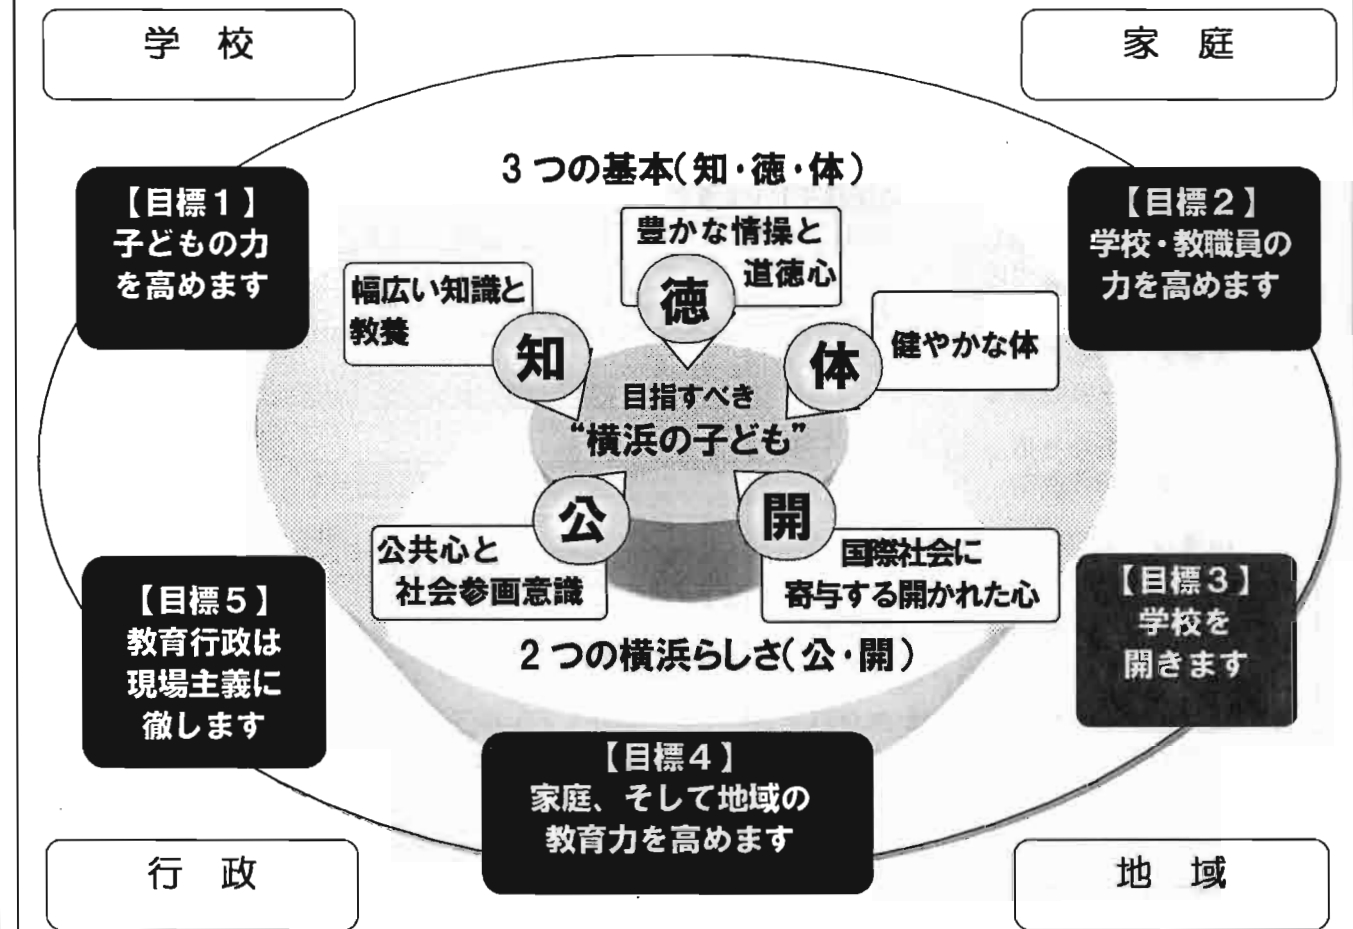 学 校
家 庭
3 つの基本(知・徳・体)
【目標１】
子どもの力
を高めます
【目標２】
学校・教職員の
力を高めます
豊かな情操と
道徳心
徳
幅広い知識と
教養
知
健やかな体
体
目指すべき
“横浜の子ども”
公
公共心と
社会参画意識
開
国際社会に
寄与する開かれた心
2 つの横浜らしさ(公・開)
【目標５】
教育行政は
現場主義に
徹します
【目標３】
学校を
開きます
【目標４】
家庭、そして地域の
教育力を高めます
行 政
地 域